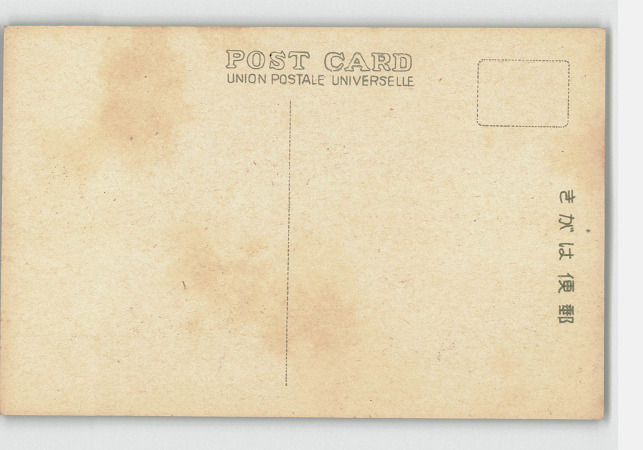 POST CARD
UNION POSTALE UNIVERSELLE
郵便はがき